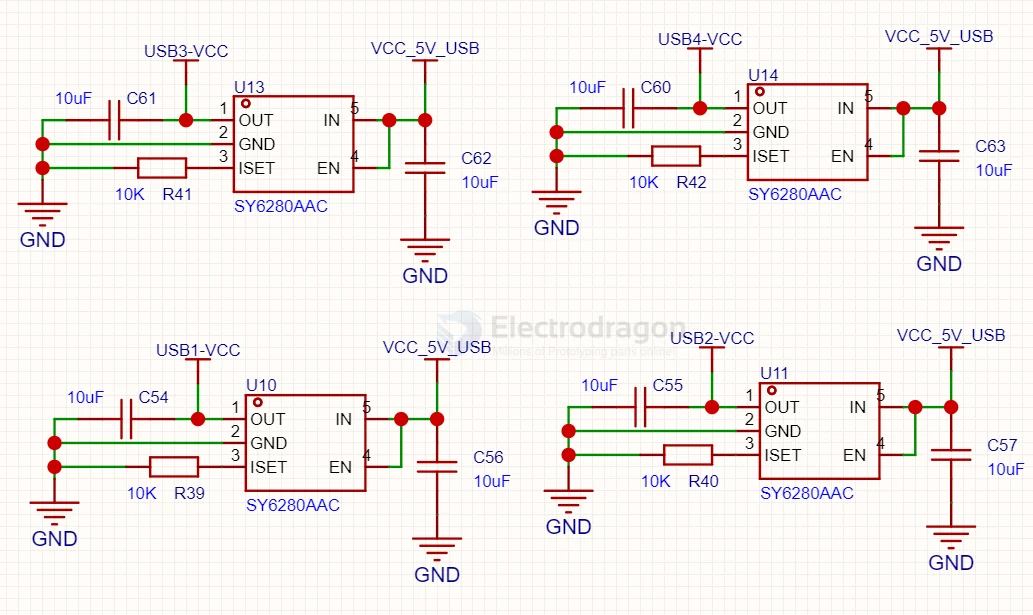 USB3-VCC
VCC_5V_USB
10uF
C61
U13
1
OUT
IN
5
2
GND
3
ISET
EN
4
10K
R41
SY6280AAC
C62
10uF
GND
GND
USB4-VCC
VCC_5V_USB
10uF
C60
U14
1
OUT
IN
5
2
GND
3
ISET
EN
4
10K
R42
SY6280AAC
C63
10uF
GND
GND
Electrodragon
USB1-VCC
VCC_5V_USB
10uF
C54
U10
1
OUT
IN
5
2
GND
3
ISET
EN
4
10K
R39
SY6280AAC
C56
10uF
GND
GND
USB2-VCC
VCC_5V_USB
10uF
C55
U11
1
OUT
IN
5
2
GND
3
ISET
EN
4
10K
R40
SY6280AAC
C57
10uF
GND
GND